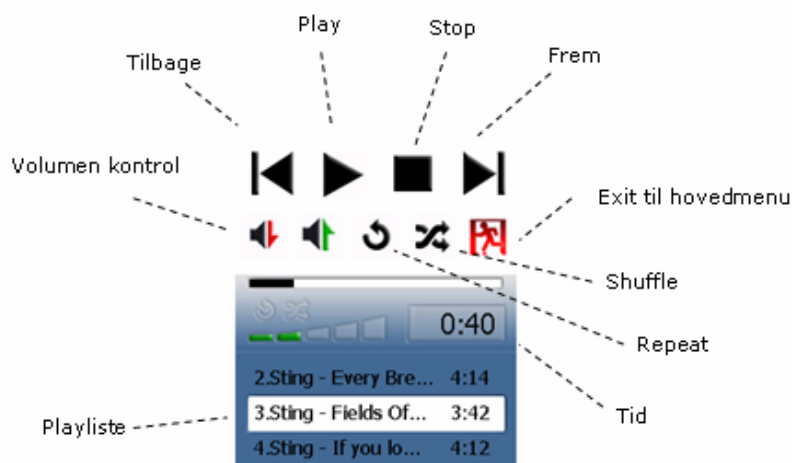 Play
Stop
Tilbage
Frem
Volumen kontrol
Exit til hovedmenu
Shuffle
0:40
Repeat
2.Sting - Every Bre... 4:14
3.Sting - Fields Of... 3:42
Tid
Playliste
4.Sting - If you lo... 4:12